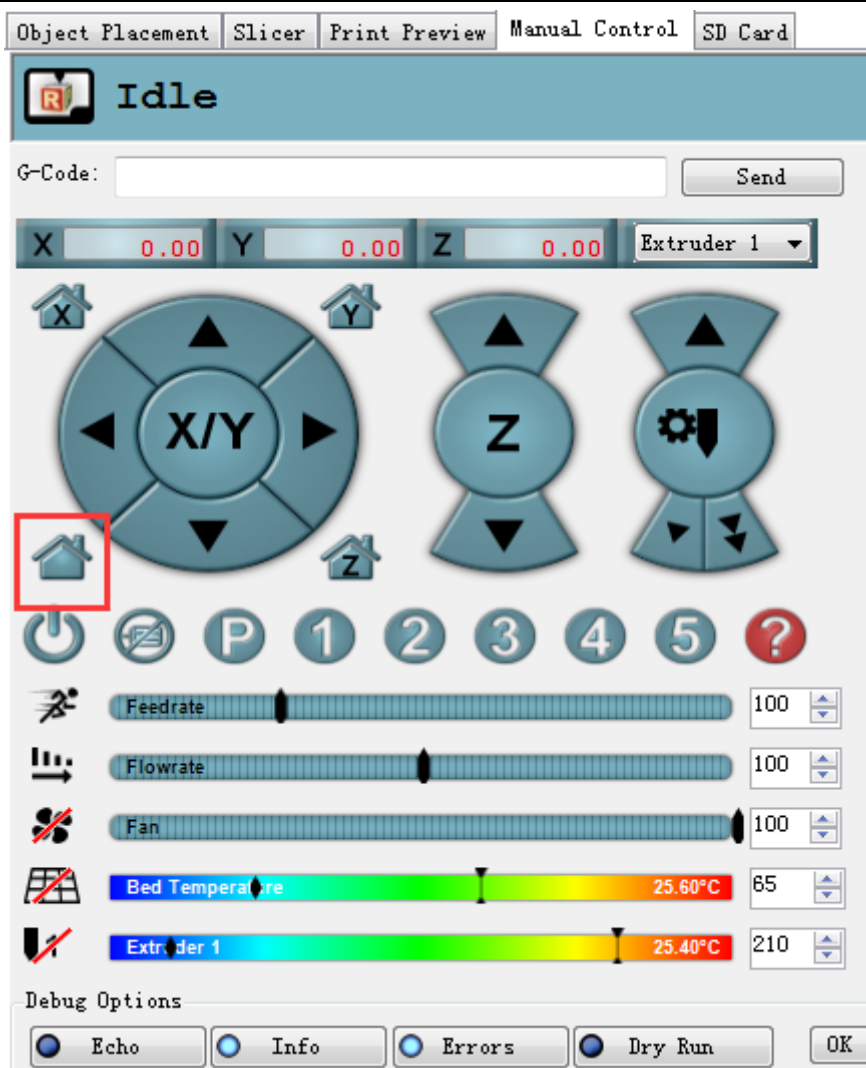 Object Placement Slicer Print Preview Manual Control SD Card
R
Idle
G-Code: Send
X 0.00 Y 0.00 Z 0.00 Extruder 1
X Y
X/Y Z
Z
P 1 2 3 4 5 ?
Feedrate 100
Flowrate 100
Fan 100
Bed Temperature 25.60°C 65
1 Extruder 1 25.40°C 210
Debug Options
Echo Info Errors Dry Run OK